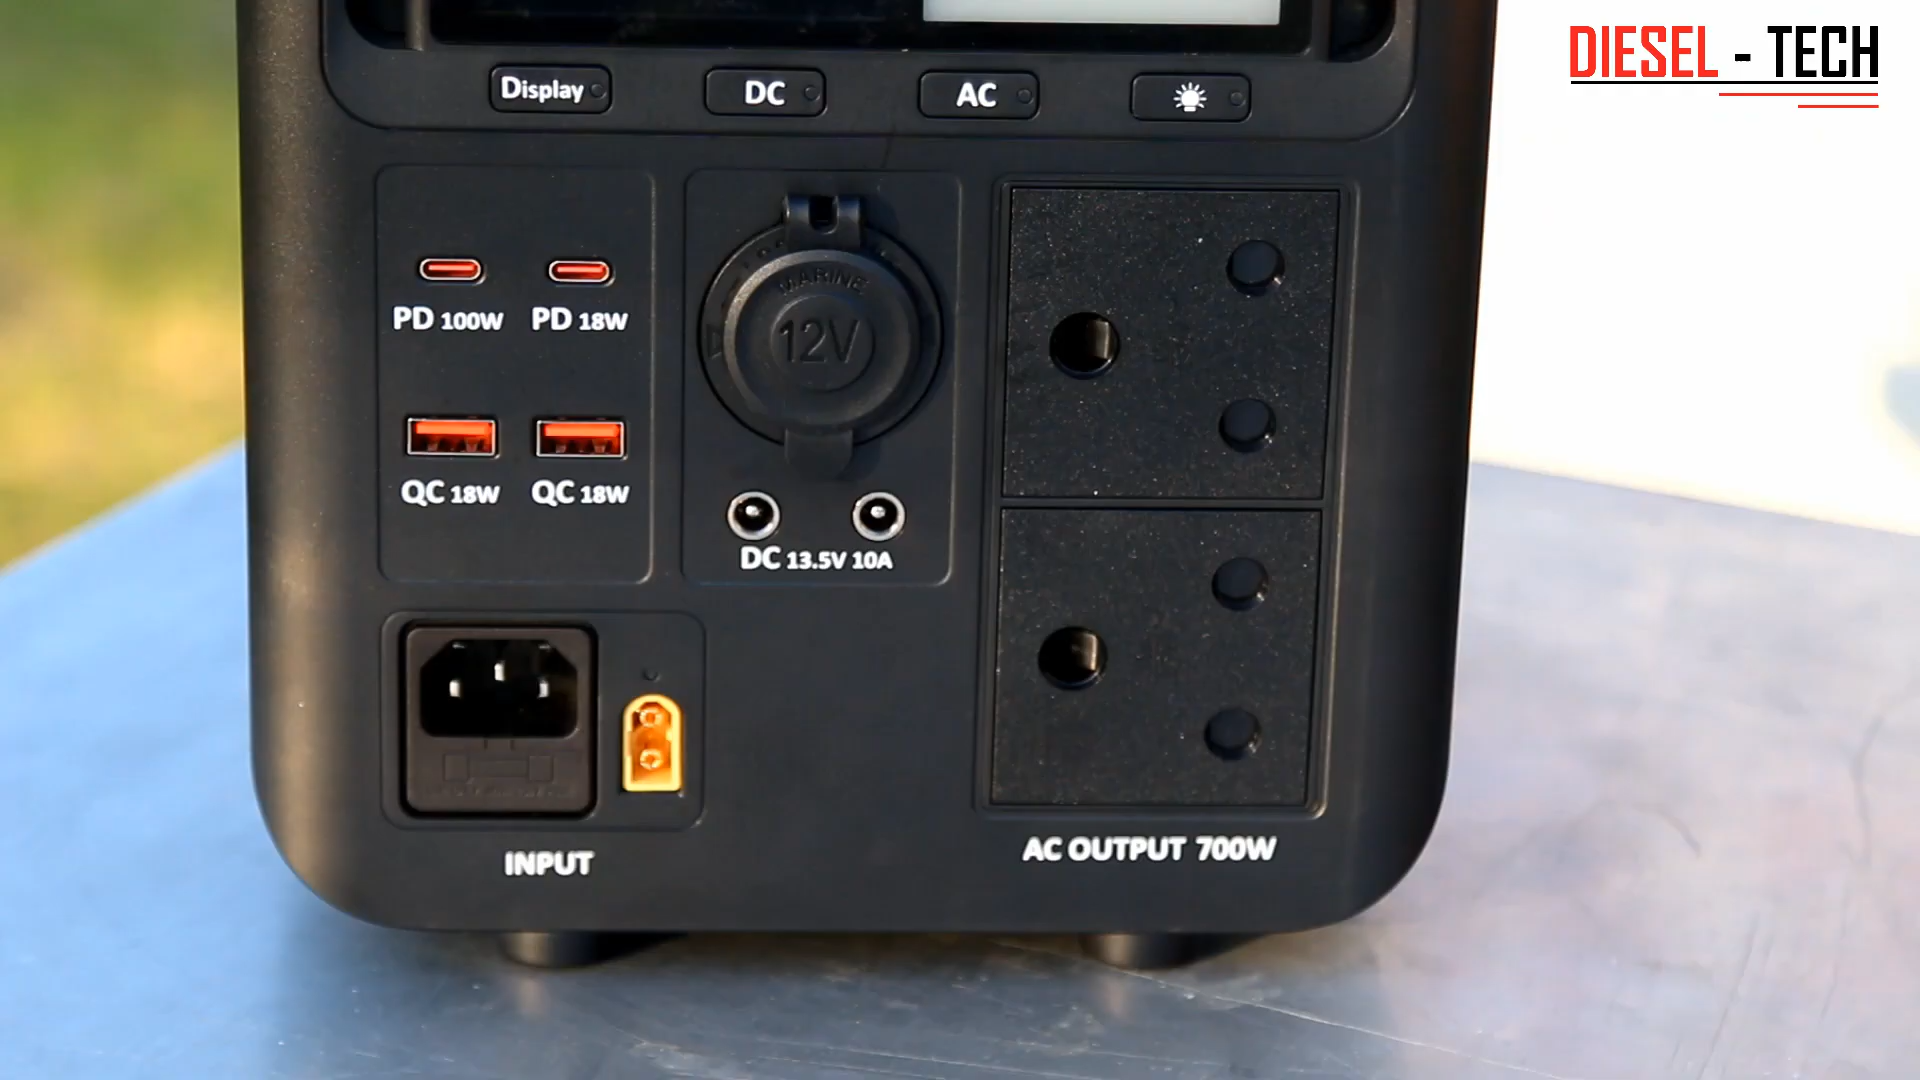 DIESEL - TECH
Display
DC
AC
PD 100W
PD 18W
MARINE
12V
QC 18W
QC 18W
DC 13.5V 10A
INPUT
AC OUTPUT 700W